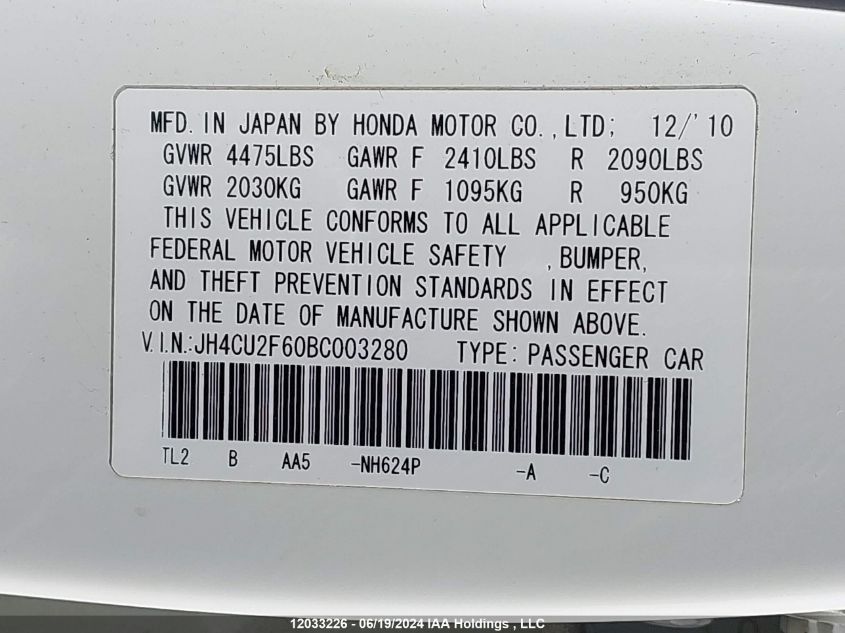 MFD. IN JAPAN BY HONDA MOTOR CO.,LTD; 12/'10
GVWR 4475LBS GAWR F 2410LBS R 2090LBS
GVWR 2030KG GAWR F 1095KG R 950KG
THIS VEHICLE CONFORMS TO ALL APPLICABLE
FEDERAL MOTOR VEHICLE SAFETY , BUMPER,
AND THEFT PREVENTION STANDARDS IN EFFECT
ON THE DATE OF MANUFACTURE SHOWN ABOVE.
V.I.N.:JH4CU2F60BC003280 TYPE: PASSENGER CAR
TL2 B AA5 -NH624P -A -C
12033226 - 06/19/2024 IAA Holdings , LLC